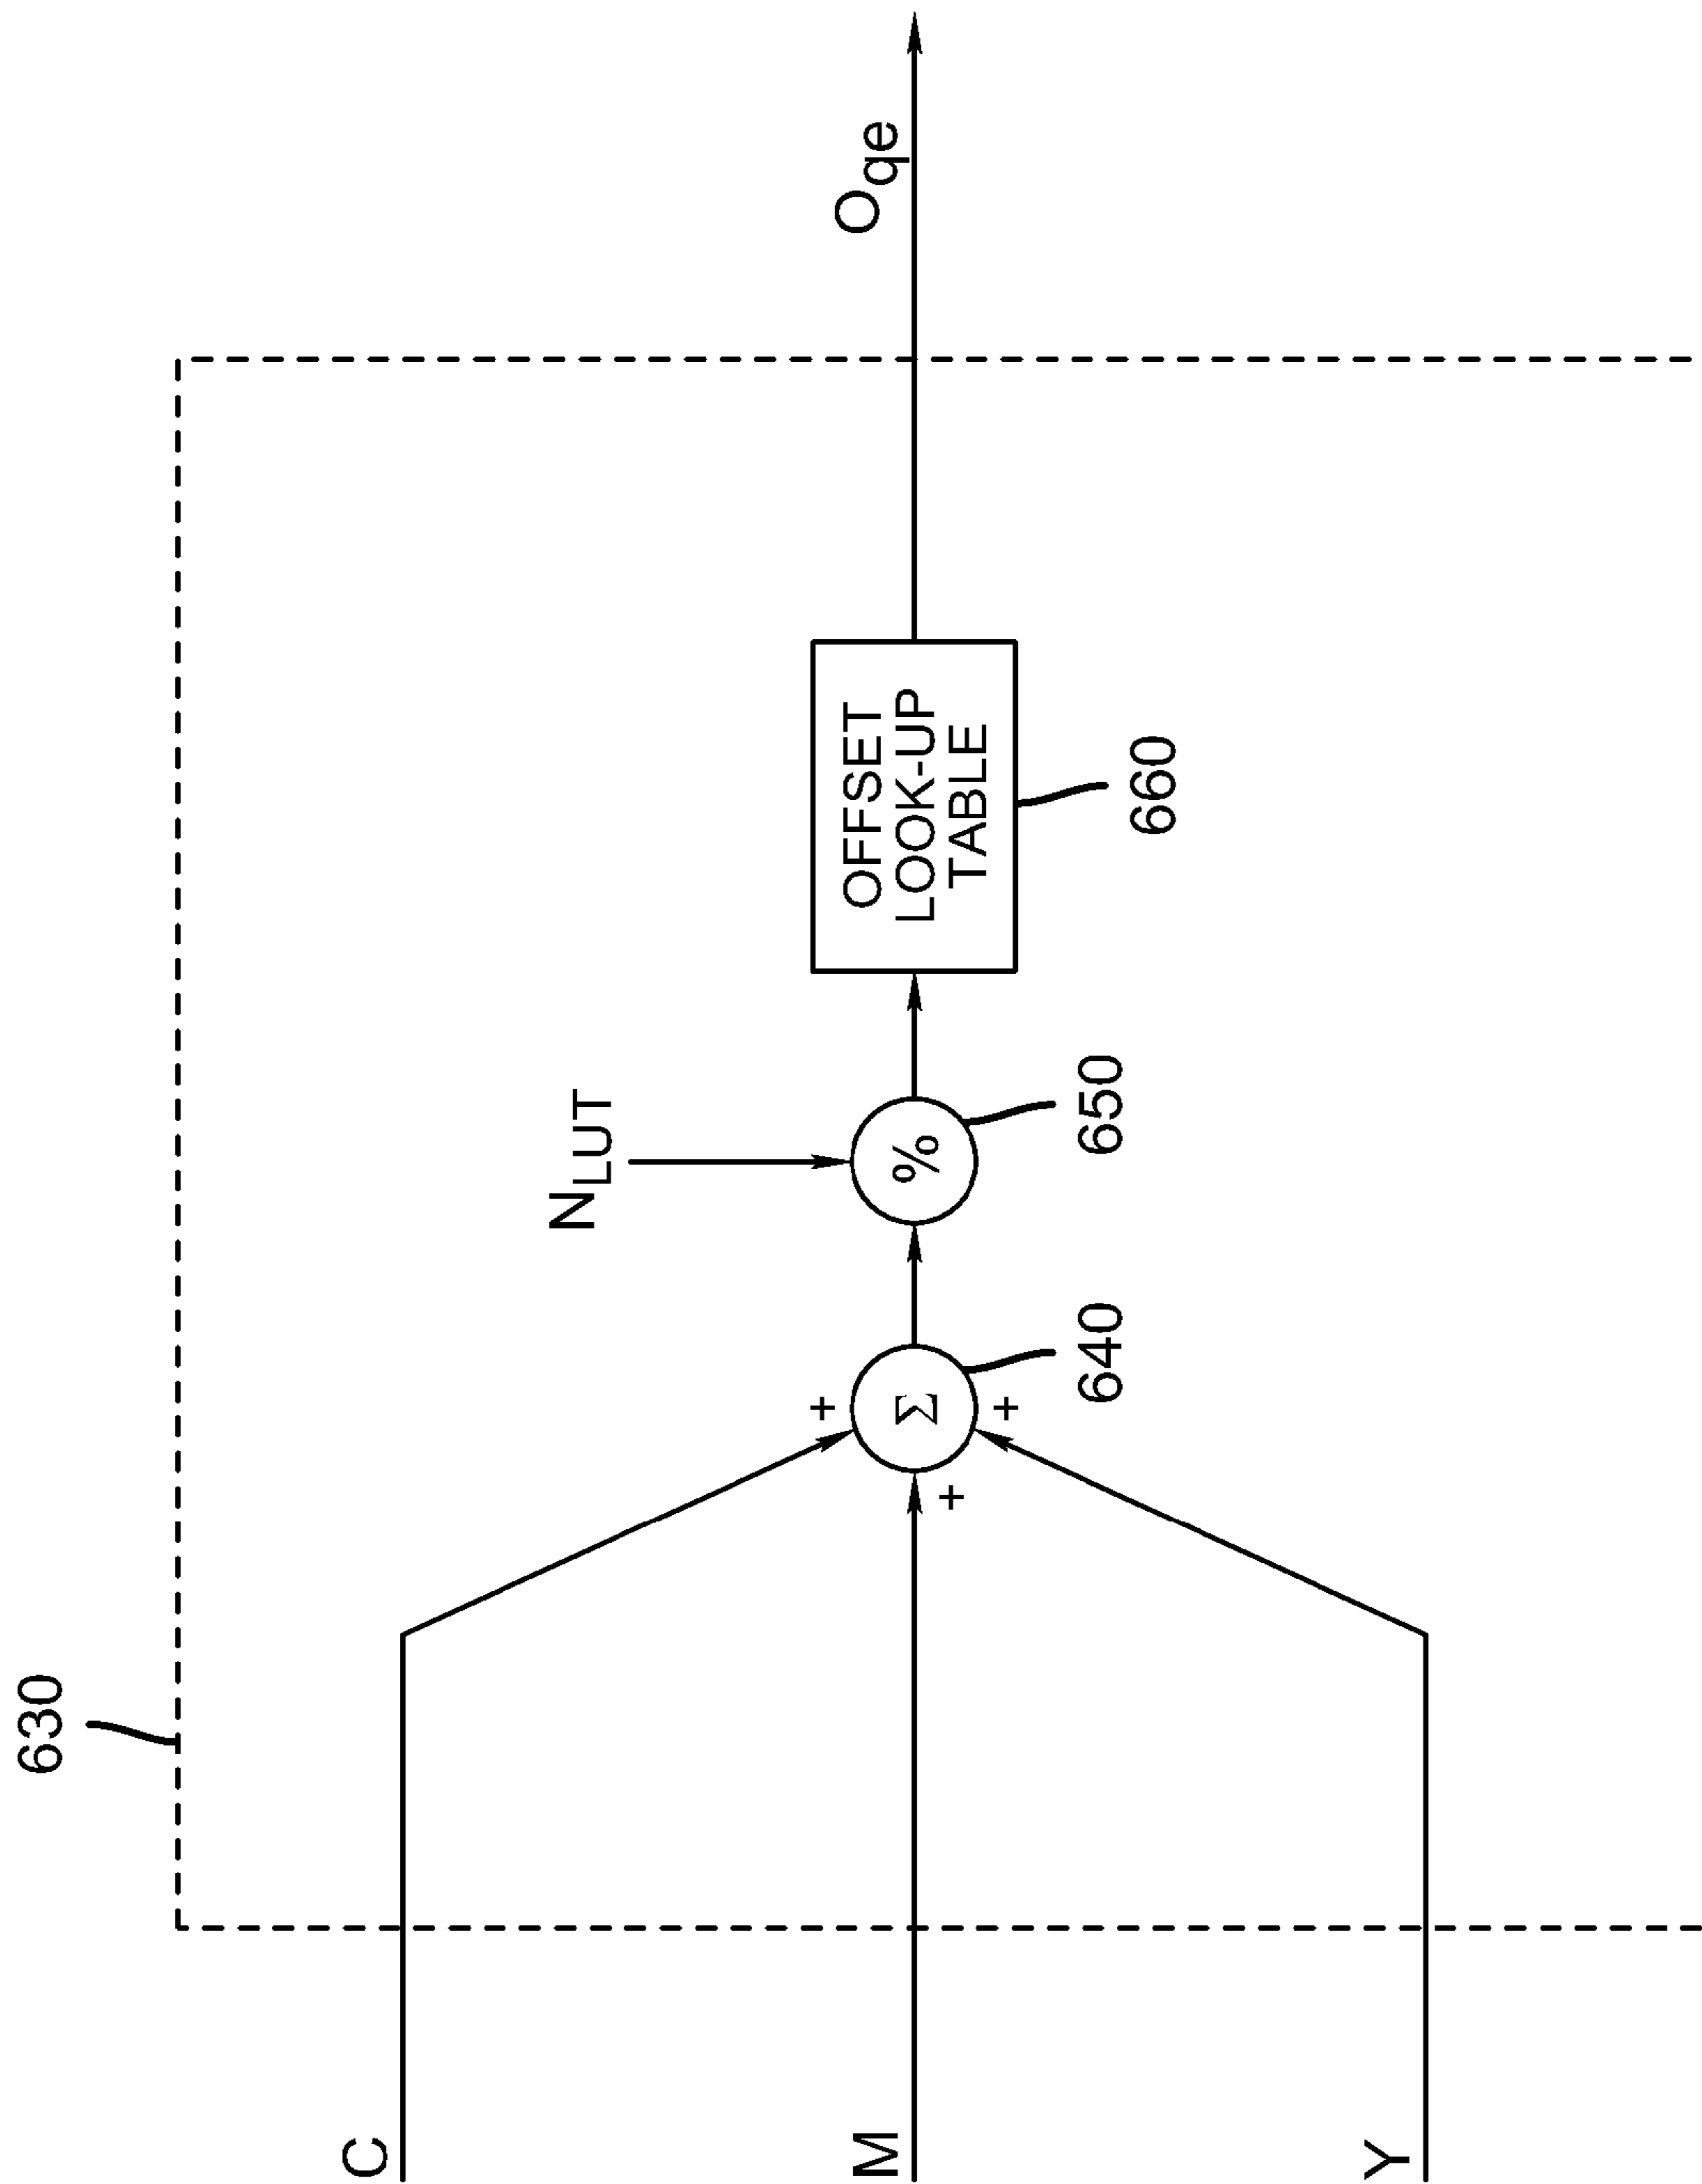 630
C
M
Y
+
+
+
Σ
640
N_LUT
%
650
OFFSET
LOOK-UP
TABLE
660
O_qe